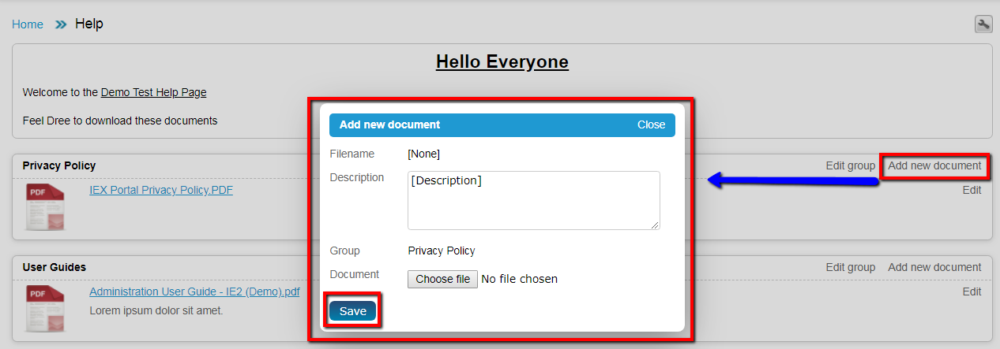 Home » Help
Hello Everyone
Welcome to the Demo Test Help Page
Feel Dree to download these documents
Privacy Policy Edit group Add new document
PDF IEX Portal Privacy Policy.PDF Edit
User Guides Edit group Add new document
PDF Administration User Guide - IE2 (Demo).pdf Edit
Lorem ipsum dolor sit amet.
Add new document Close
Filename [None]
Description [Description]
Group Privacy Policy
Document Choose file No file chosen
Save